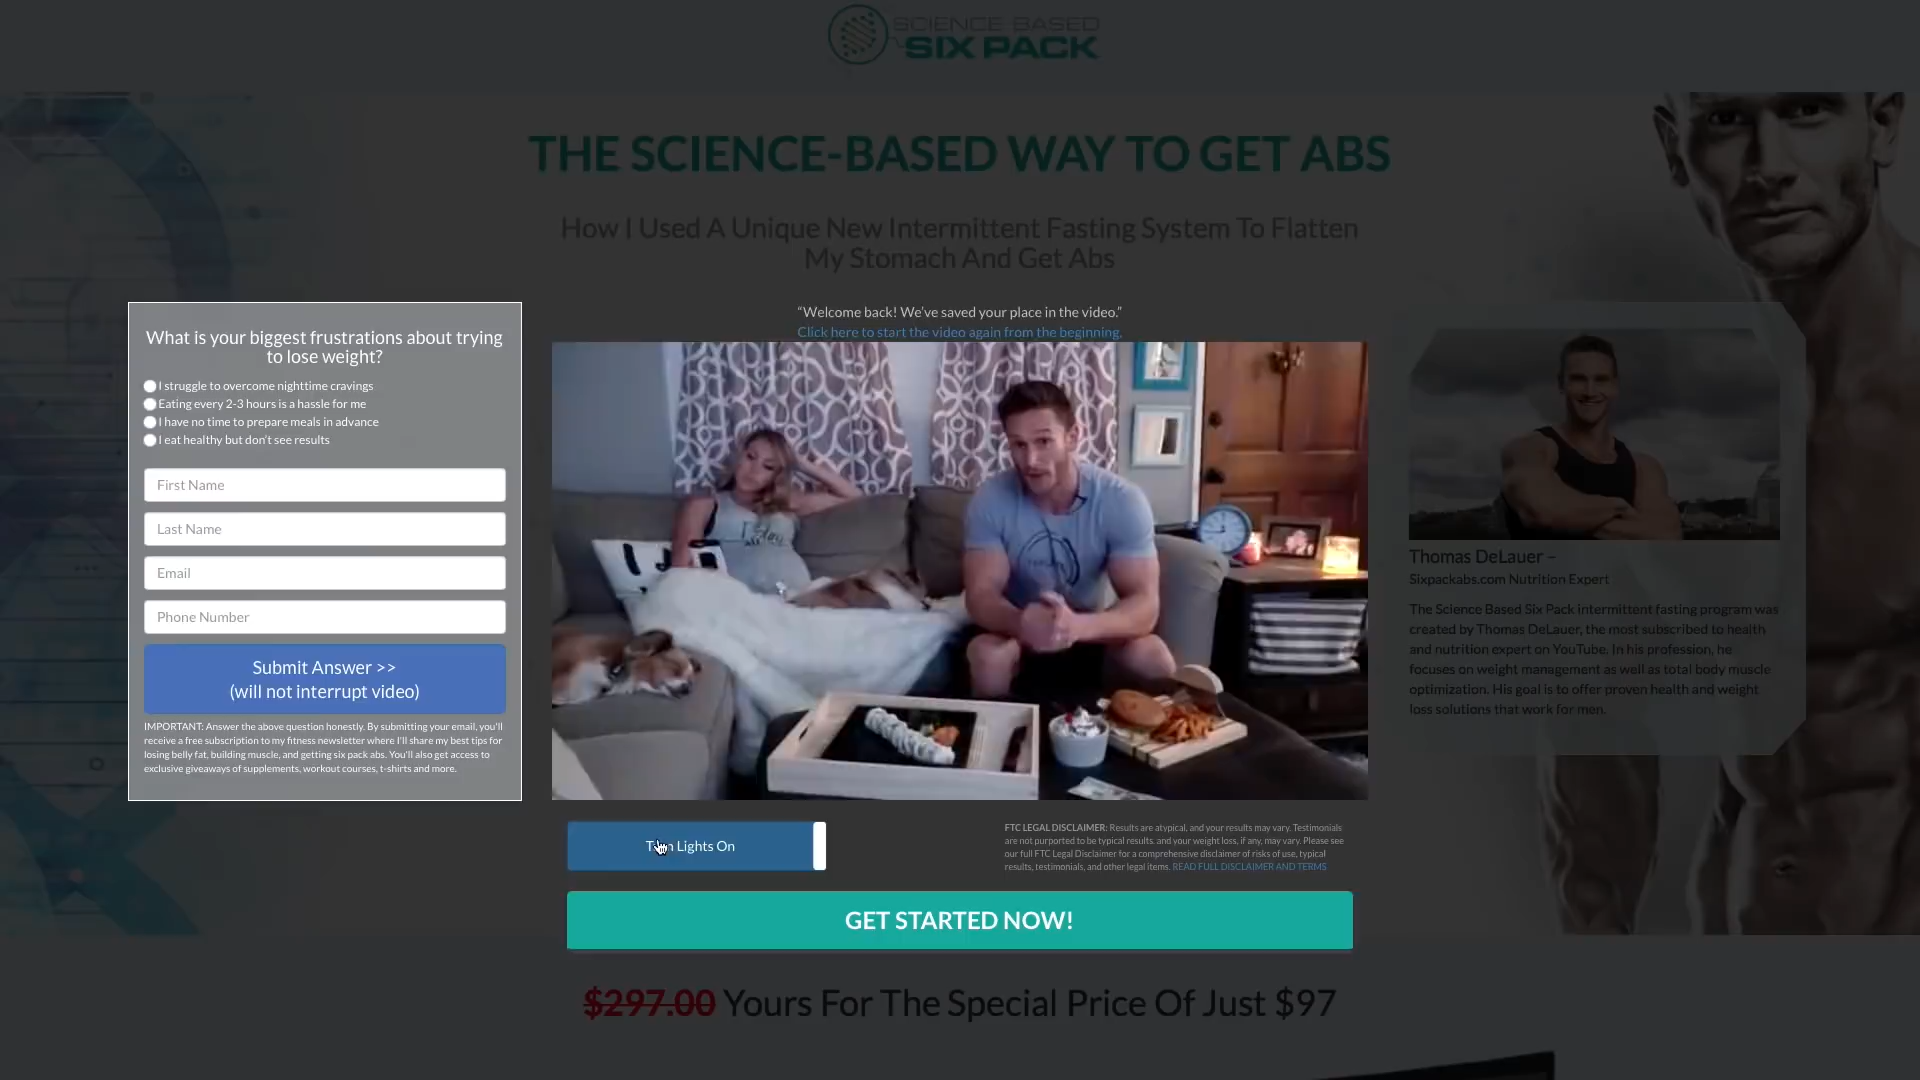 SCIENCE BASED
SIX PACK
THE SCIENCE-BASED WAY TO GET ABS
How I Used A Unique New Intermittent Fasting System To Flatten
My Stomach And Get Abs
“Welcome back! We’ve saved your place in the video.”
Click here to start the video again from the beginning.
What is your biggest frustrations about trying
to lose weight?
I struggle to overcome nighttime cravings
Eating every 2-3 hours is a hassle for me
I have no time to prepare meals in advance
I eat healthy but don't see results
First Name
Last Name
Email
Phone Number
Submit Answer >>
(will not interrupt video)
IMPORTANT: Answer the above question honestly. By submitting your email, you'll
receive a free subscription to my fitness newsletter where I'll share my best tips for
losing belly fat, building muscle, and getting six pack abs. You'll also get access to
exclusive giveaways of supplements, workout courses, t-shirts and more.
Thomas DeLauer –
Sixpackabs.com Nutrition Expert
The Science Based Six Pack intermittent fasting program was
created by Thomas DeLauer, the most subscribed to health
and nutrition expert on YouTube. In his profession, he
focuses on weight management as well as total body muscle
optimization. His goal is to offer proven health and weight
loss solutions that work for men.
Turn Lights On
FTC LEGAL DISCLAIMER: Results are atypical, and your results may vary. Testimonials
are not purported to be typical results. and your weight loss, if any, may vary. Please see
our full FTC Legal Disclaimer for a comprehensive disclaimer of risks of use, typical
results, testimonials, and other legal items. READ FULL DISCLAIMER AND TERMS
GET STARTED NOW!
$297.00 Yours For The Special Price Of Just $97